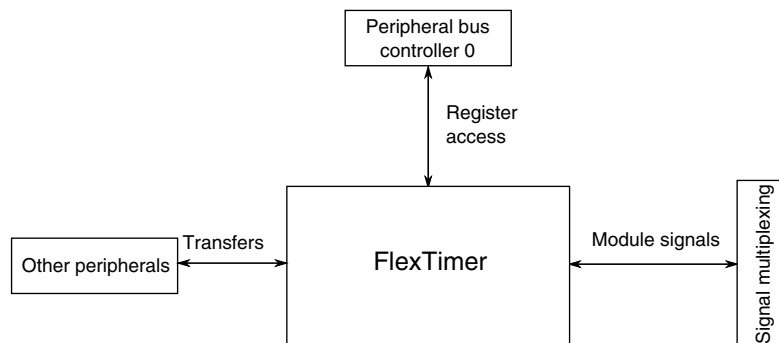 Peripheral bus
controller 0
Register
access
Transfers
Other peripherals
FlexTimer
Module signals
Signal multiplexing